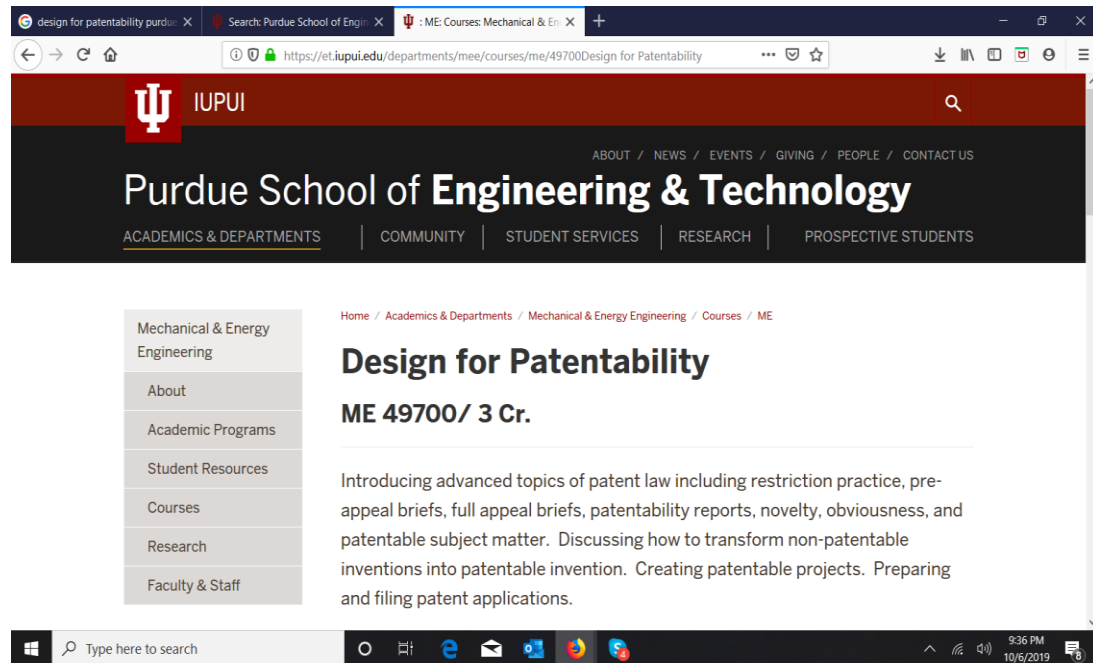 design for patentability purdue
Search: Purdue School of Engin
: ME: Courses: Mechanical & En
https://et.iupui.edu/departments/mee/courses/me/49700Design for Patentability
IUPUI
ABOUT / NEWS / EVENTS / GIVING / PEOPLE / CONTACT US
Purdue School of Engineering & Technology
ACADEMICS & DEPARTMENTS | COMMUNITY | STUDENT SERVICES | RESEARCH | PROSPECTIVE STUDENTS
Home / Academics & Departments / Mechanical & Energy Engineering / Courses / ME
Mechanical & Energy
Engineering
About
Academic Programs
Student Resources
Courses
Research
Faculty & Staff
Design for Patentability
ME 49700/ 3 Cr.
Introducing advanced topics of patent law including restriction practice, pre-
appeal briefs, full appeal briefs, patentability reports, novelty, obviousness, and
patentable subject matter.  Discussing how to transform non-patentable
inventions into patentable invention.  Creating patentable projects.  Preparing
and filing patent applications.
Type here to search
9:36 PM
10/6/2019
8